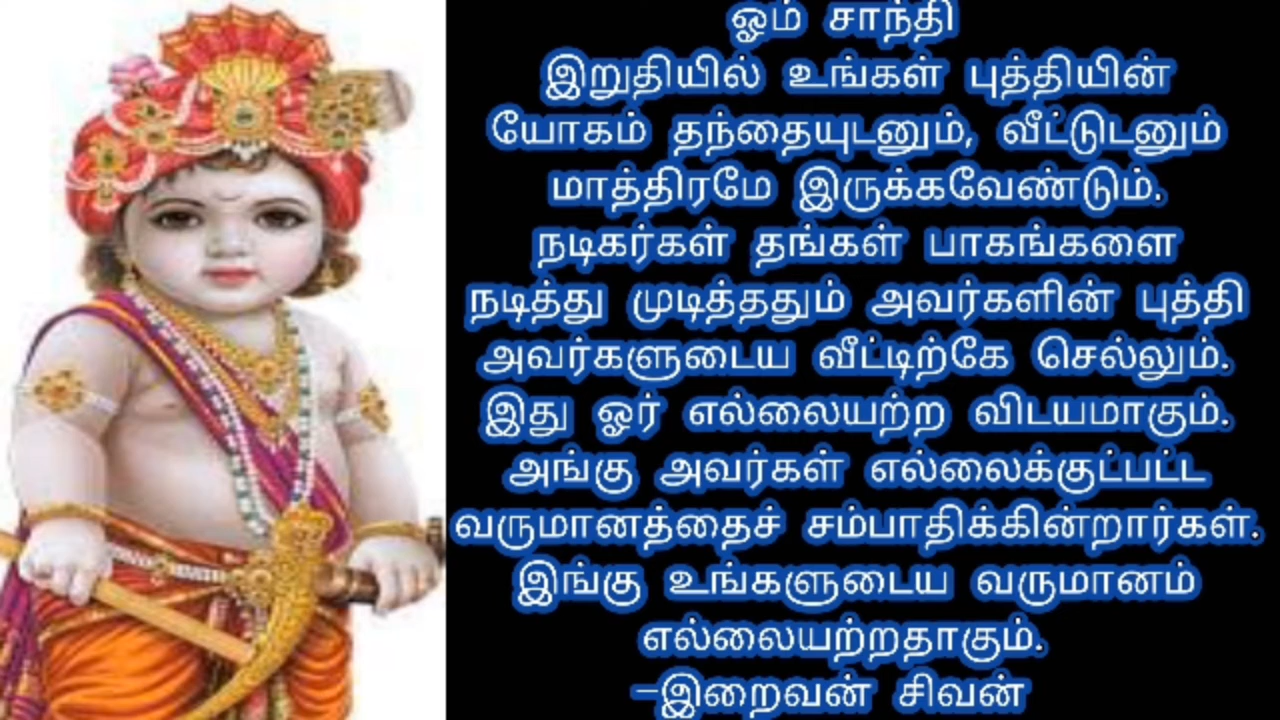 ஓம் சாந்தி
இறுதியில் உங்கள் புத்தியின்
யோகம் தந்தையுடனும், வீட்டுடனும்
மாத்திரமே இருக்கவேண்டும்.
நடிகர்கள் தங்கள் பாகங்களை
நடித்து முடித்ததும் அவர்களின் புத்தி
அவர்களுடைய வீட்டிற்கே செல்லும்.
இது ஓர் எல்லையற்ற விடயமாகும்.
அங்கு அவர்கள் எல்லைக்குட்பட்ட
வருமானத்தைச் சம்பாதிக்கின்றார்கள்.
இங்கு உங்களுடைய வருமானம்
எல்லையற்றதாகும்.
-இறைவன் சிவன்